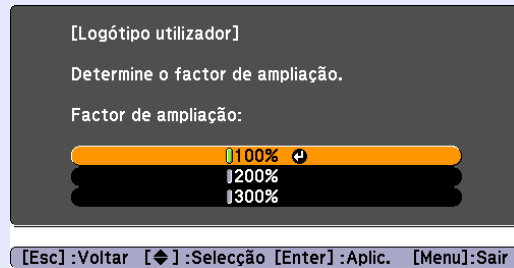 [Logótipo utilizador]
Determine o factor de ampliação.
Factor de ampliação:
100%
200%
300%
[Esc] :Voltar [◆] :Selecção [Enter] :Aplic. [Menu]:Sair